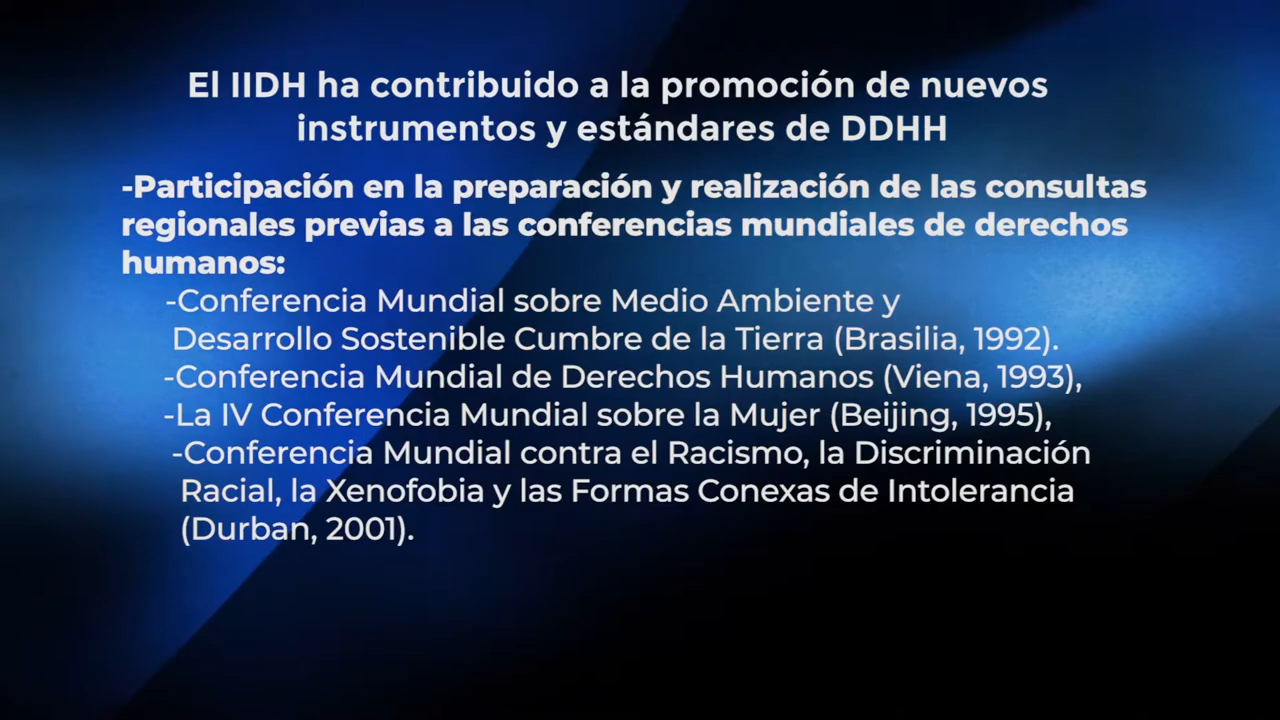 El IIDH ha contribuido a la promoción de nuevos
instrumentos y estándares de DDHH
-Participación en la preparación y realización de las consultas
regionales previas a las conferencias mundiales de derechos
humanos:
-Conferencia Mundial sobre Medio Ambiente y
Desarrollo Sostenible Cumbre de la Tierra (Brasilia, 1992).
-Conferencia Mundial de Derechos Humanos (Viena, 1993),
-La IV Conferencia Mundial sobre la Mujer (Beijing, 1995),
-Conferencia Mundial contra el Racismo, la Discriminación
Racial, la Xenofobia y las Formas Conexas de Intolerancia
(Durban, 2001).